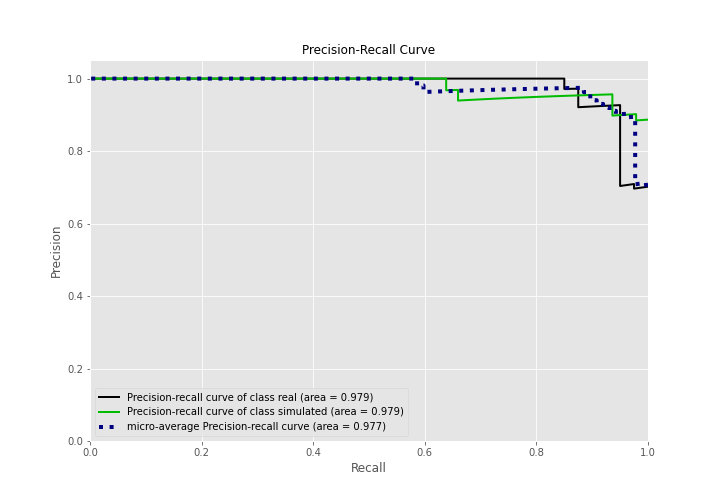 Precision-Recall Curve
1.0
0.8
0.6
0.4
0.2
0.0
Precision
Precision-recall curve of class real (area = 0.979)
Precision-recall curve of class simulated (area = 0.979)
micro-average Precision-recall curve (area = 0.977)
0.0 0.2 0.4 0.6 0.8 1.0
Recall